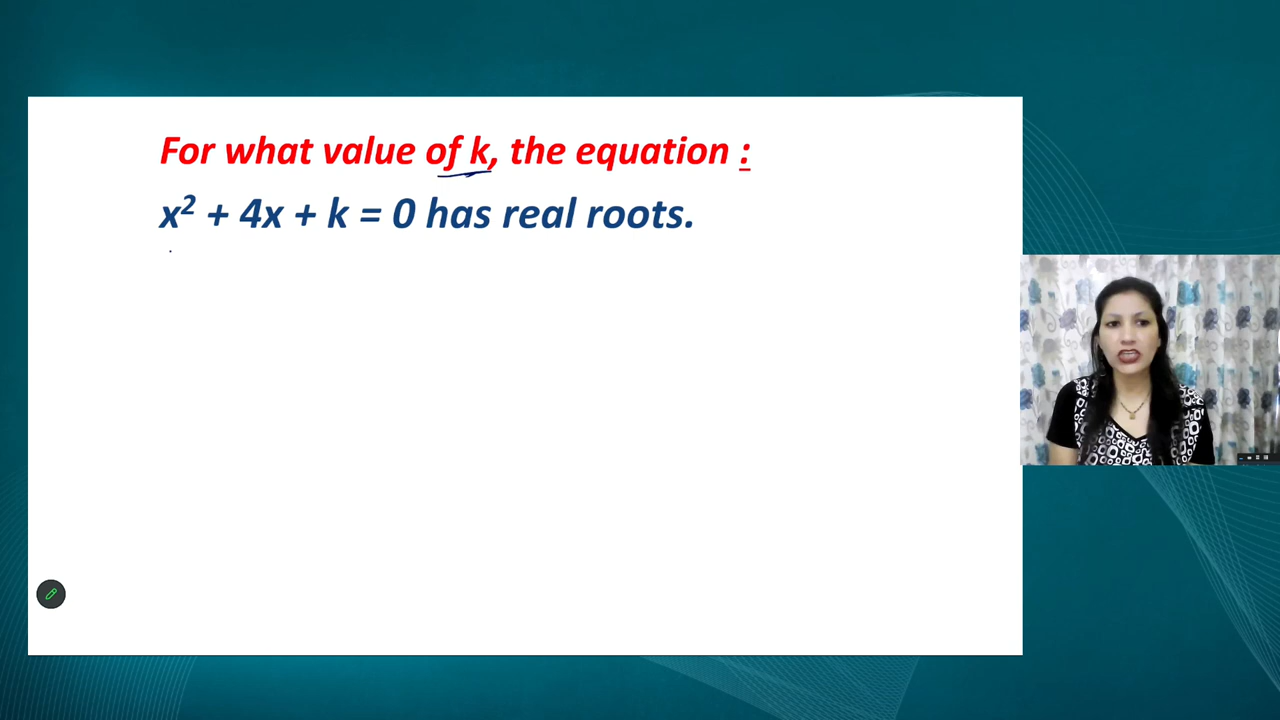 For what value of k, the equation :
x² + 4x + k = 0 has real roots.